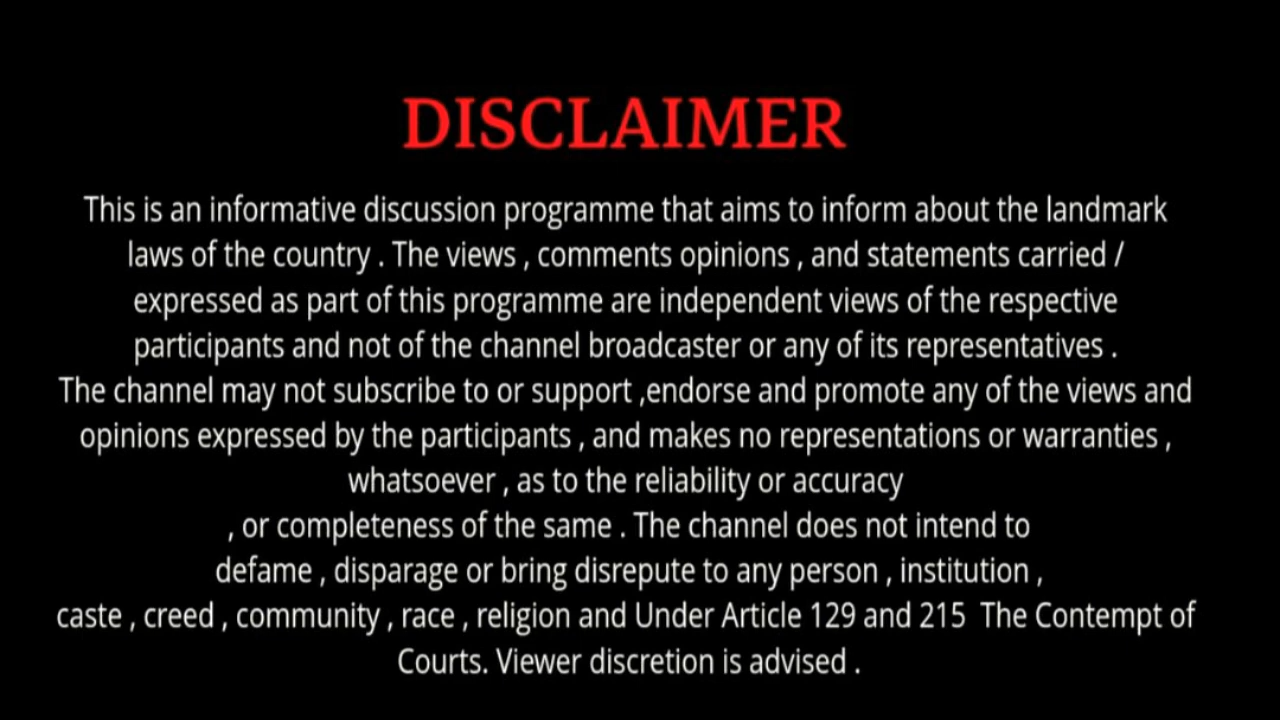 DISCLAIMER
This is an informative discussion programme that aims to inform about the landmark
laws of the country . The views , comments opinions , and statements carried /
expressed as part of this programme are independent views of the respective
participants and not of the channel broadcaster or any of its representatives .
The channel may not subscribe to or support ,endorse and promote any of the views and
opinions expressed by the participants , and makes no representations or warranties ,
whatsoever , as to the reliability or accuracy
, or completeness of the same . The channel does not intend to
defame , disparage or bring disrepute to any person , institution ,
caste , creed , community , race , religion and Under Article 129 and 215 The Contempt of
Courts. Viewer discretion is advised .